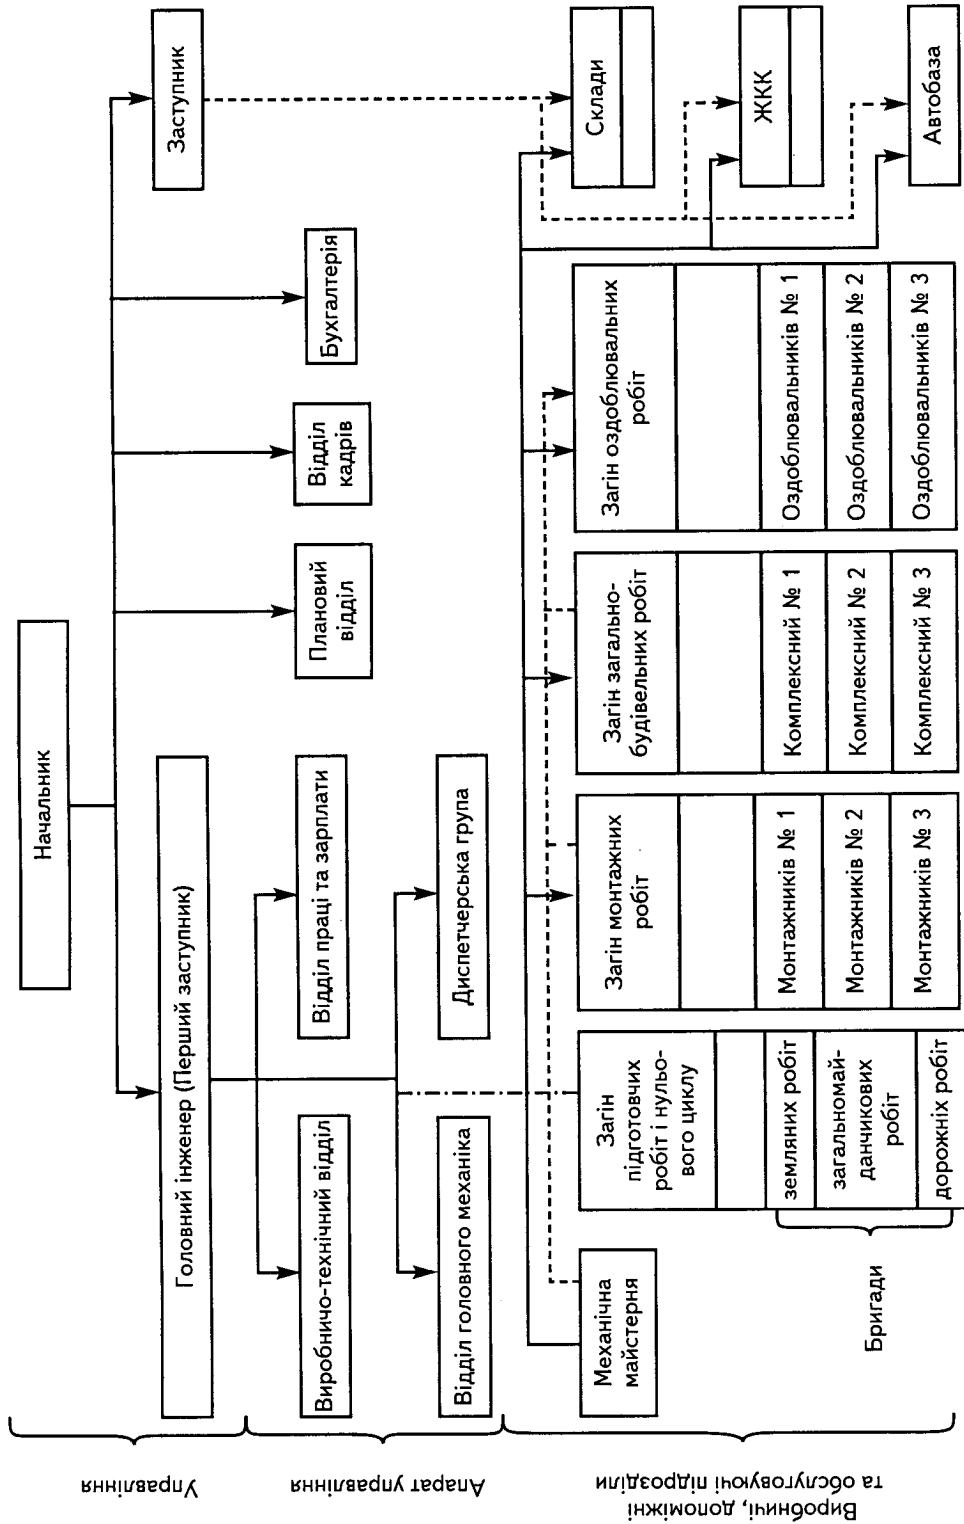 Начальник
Управління
Головний інженер (Перший заступник)
Заступник
Апарат управління
Виробничо-технічний відділ
Відділ праці та зарплати
Плановий
відділ
Відділ
кадрів
Бухгалтерія
Відділ головного механіка
Диспетчерська група
Виробничі, допоміжні
та обслуговуючі підрозділи
Механічна
майстерня
Бригади
Загін
підготовчих
робіт і нульо-
вого циклу
земляних робіт
загальномай-
данчикових
робіт
дорожніх робіт
Загін монтажних
робіт
Монтажників № 1
Монтажників № 2
Монтажників № 3
Загін загально-
будівельних робіт
Комплексний № 1
Комплексний № 2
Комплексний № 3
Загін оздоблювальних
робіт
Оздоблювальників № 1
Оздоблювальників № 2
Оздоблювальників № 3
Склади
ЖКК
Автобаза